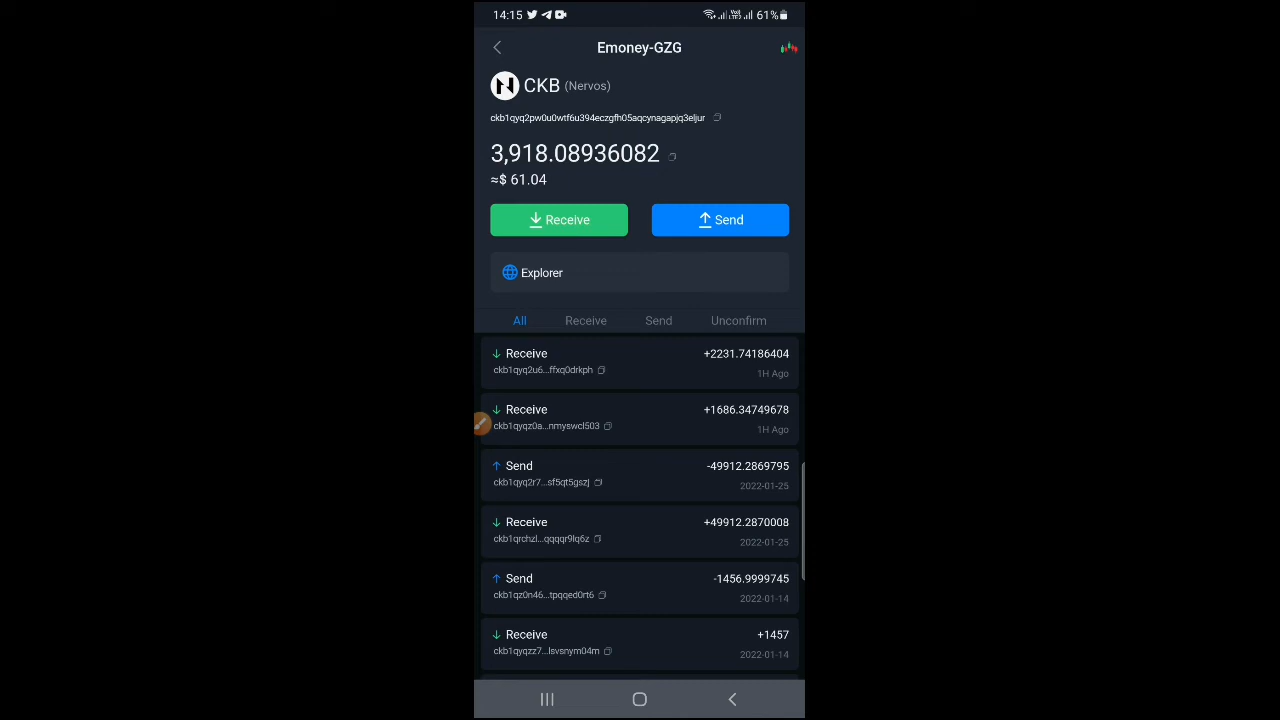 14:15 61%
Emoney-GZG
CKB (Nervos)
ckb1qyq2pw0u0wtf6u394eczgfh05aqcynagapjq3eljur
3,918.08936082
≈$ 61.04
Receive Send
Explorer
All Receive Send Unconfirm
Receive +2231.74186404
ckb1qyq2u6...ffxq0drkph 1H Ago
Receive +1686.34749678
ckb1qyqz0a...nmyswcl503 1H Ago
Send -49912.2869795
ckb1qyq2r7...sf5qt5gszj 2022-01-25
Receive +49912.2870008
ckb1qrchzl...qqqqr9lq6z 2022-01-25
Send -1456.9999745
ckb1qz0n46...tpqqed0rt6 2022-01-14
Receive +1457
ckb1qyqzz7...lsvsnym04m 2022-01-14